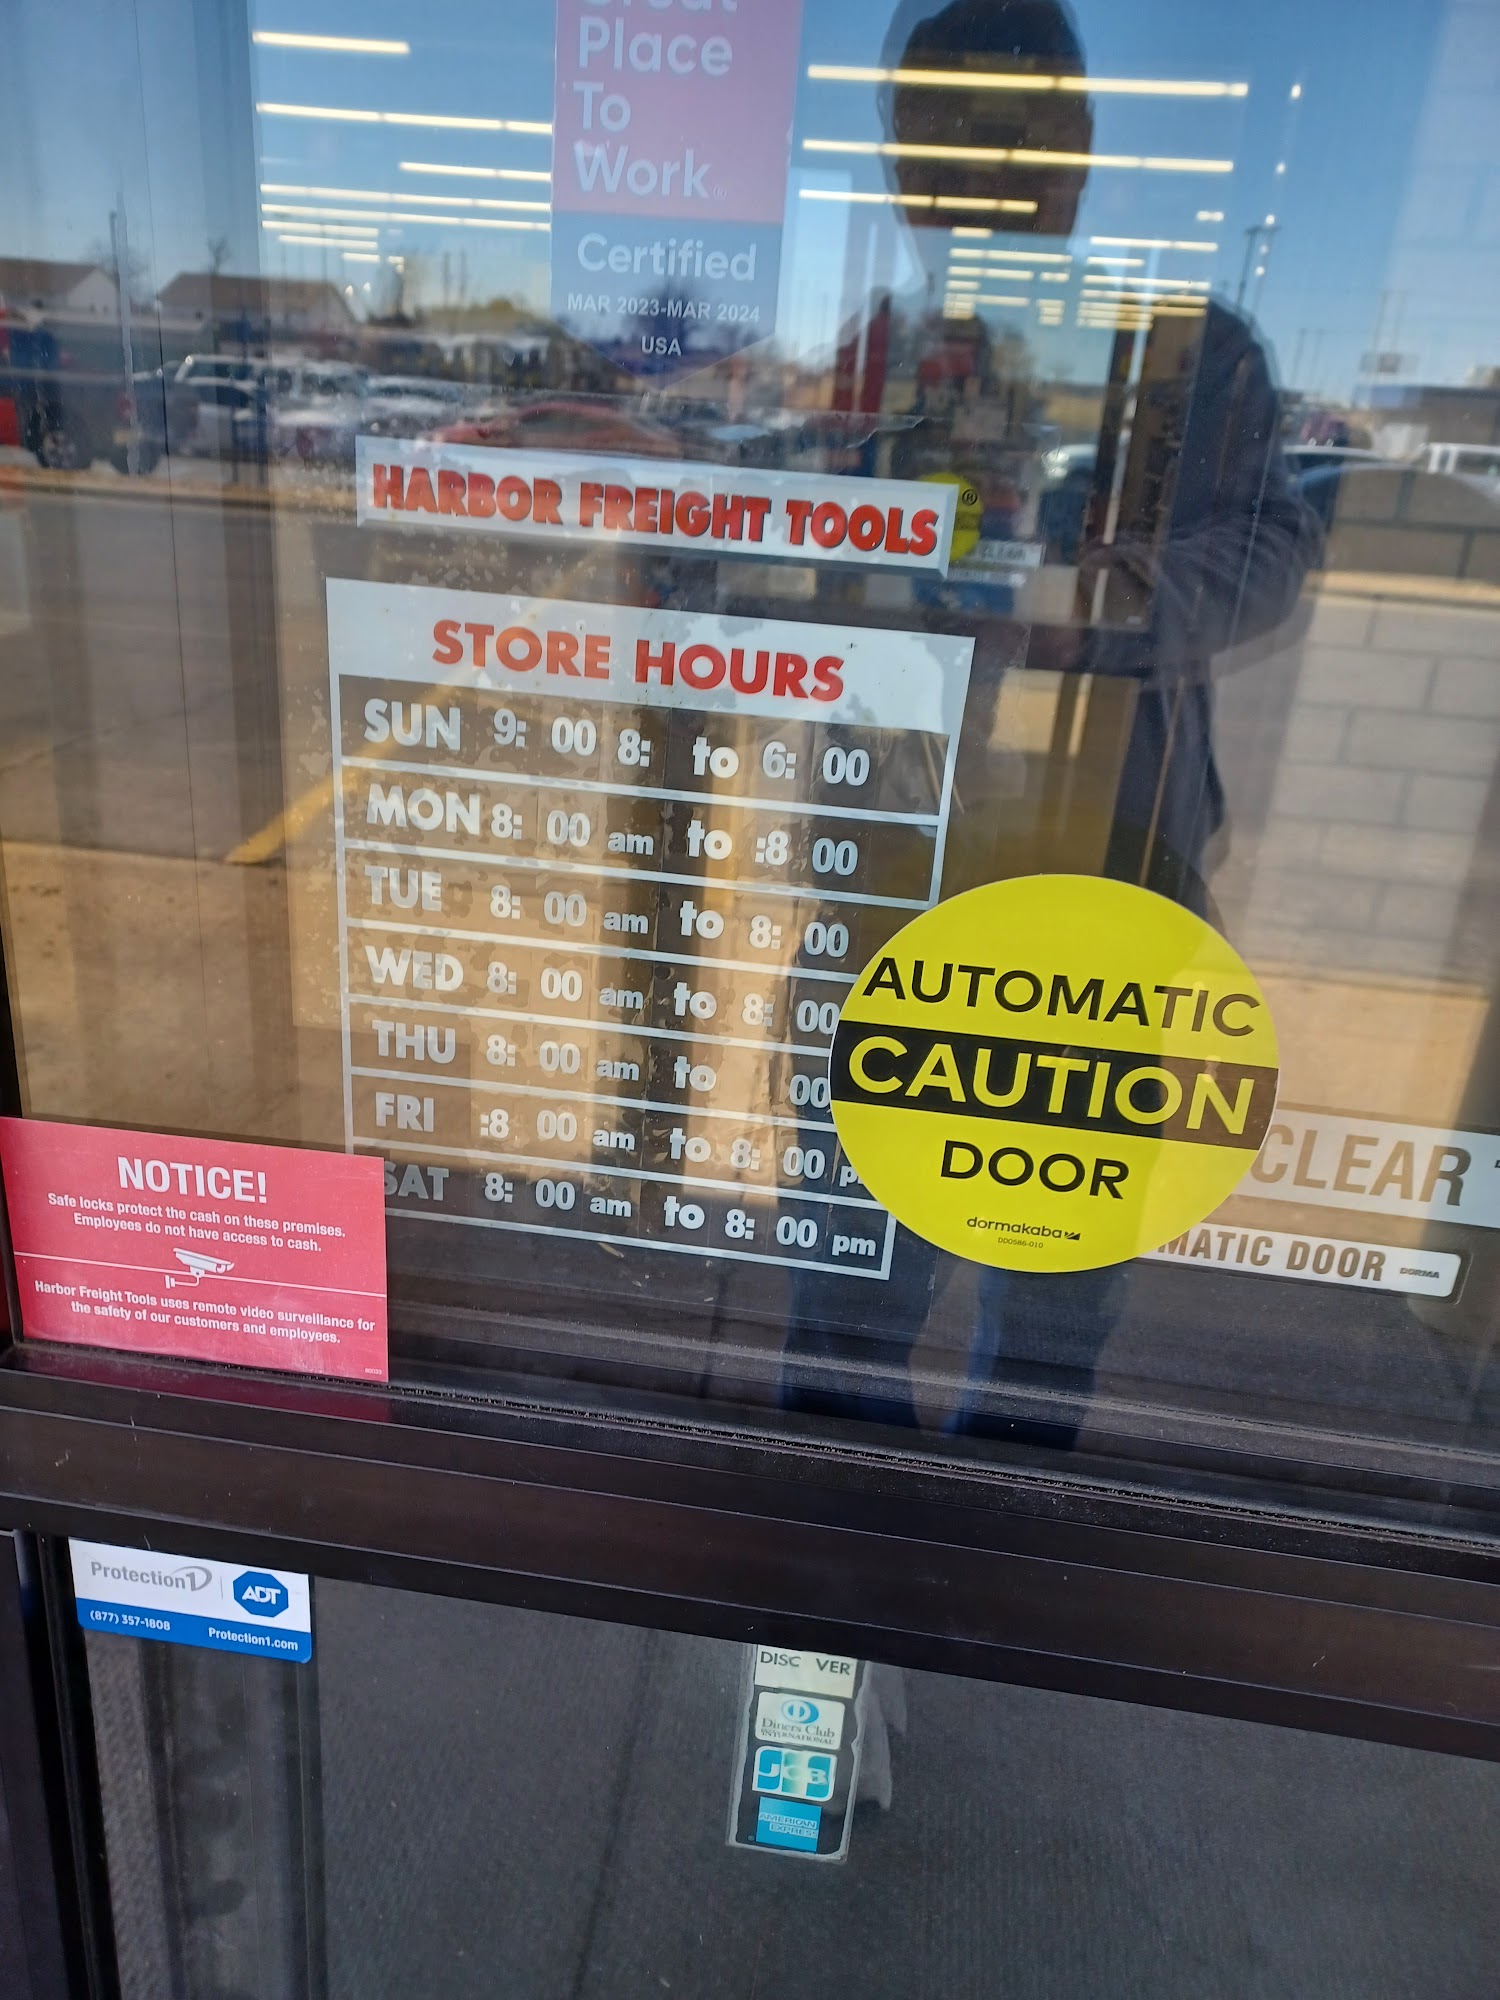 Place
To
Work
Certified
MAR 2023-MAR 2024
USA
HARBOR FREIGHT TOOLS ®
STORE HOURS
SUN 9: 00 8: to 6: 00
MON 8: 00 am to :8 00
TUE 8: 00 am to 8: 00
WED 8: 00 am to 8: 00
THU 8: 00 am to 00
FRI :8 00 am to 8: 00 p
SAT 8: 00 am to 8: 00 pm
AUTOMATIC
CAUTION
DOOR
dormakaba
DD0586-010
CLEAR
MATIC DOOR DORMA
NOTICE!
Safe locks protect the cash on these premises.
Employees do not have access to cash.
Harbor Freight Tools uses remote video surveillance for
the safety of our customers and employees.
Protection1 ADT
(877) 357-1808 Protection1.com
DISC VER
Diners Club
INTERNATIONAL
JCB
AMERICAN
EXPRESS